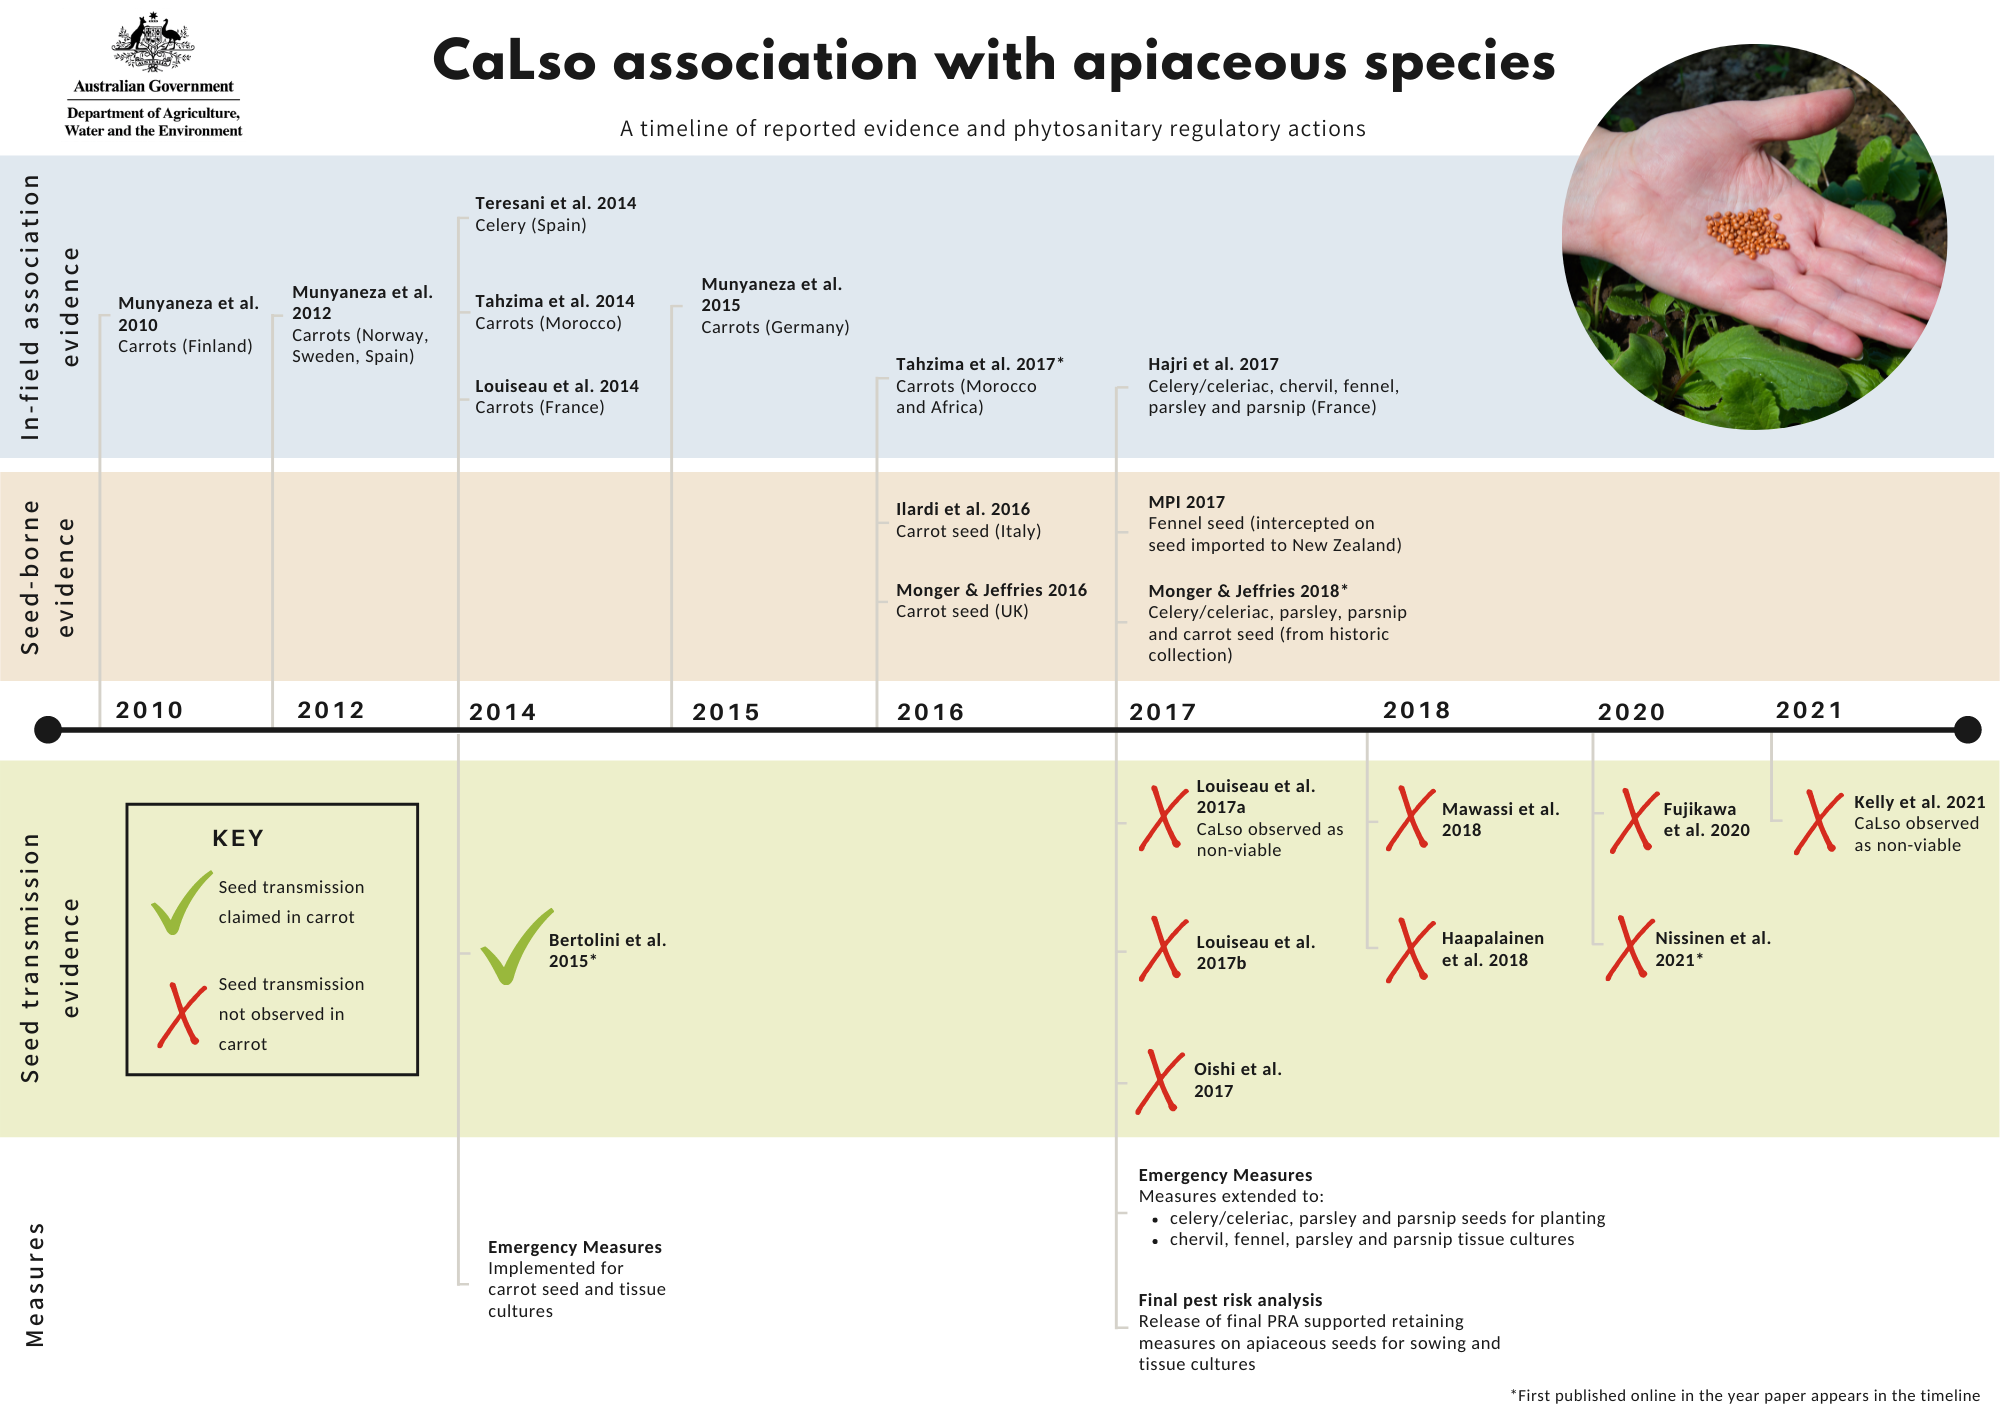 Australian Government
Department of Agriculture,
Water and the Environment
CaLso association with apiaceous species
A timeline of reported evidence and phytosanitary regulatory actions
In-field association
evidence
Munyaneza et al.
2010
Carrots (Finland)
Munyaneza et al.
2012
Carrots (Norway,
Sweden, Spain)
Teresani et al. 2014
Celery (Spain)
Tahzima et al. 2014
Carrots (Morocco)
Louiseau et al. 2014
Carrots (France)
Munyaneza et al.
2015
Carrots (Germany)
Tahzima et al. 2017*
Carrots (Morocco
and Africa)
Hajri et al. 2017
Celery/celeriac, chervil, fennel,
parsley and parsnip (France)
Seed-borne
evidence
Ilardi et al. 2016
Carrot seed (Italy)
Monger & Jeffries 2016
Carrot seed (UK)
MPI 2017
Fennel seed (intercepted on
seed imported to New Zealand)
Monger & Jeffries 2018*
Celery/celeriac, parsley, parsnip
and carrot seed (from historic
collection)
2010
2012
2014
2015
2016
2017
2018
2020
2021
Seed transmission
evidence
KEY
Seed transmission
claimed in carrot
Seed transmission
not observed in
carrot
Bertolini et al.
2015*
Louiseau et al.
2017a
CaLso observed as
non-viable
Louiseau et al.
2017b
Oishi et al.
2017
Mawassi et al.
2018
Haapalainen
et al. 2018
Fujikawa
et al. 2020
Nissinen et al.
2021*
Kelly et al. 2021
CaLso observed
as non-viable
Measures
Emergency Measures
Implemented for
carrot seed and tissue
cultures
Emergency Measures
Measures extended to:
• celery/celeriac, parsley and parsnip seeds for planting
• chervil, fennel, parsley and parsnip tissue cultures
Final pest risk analysis
Release of final PRA supported retaining
measures on apiaceous seeds for sowing and
tissue cultures
*First published online in the year paper appears in the timeline